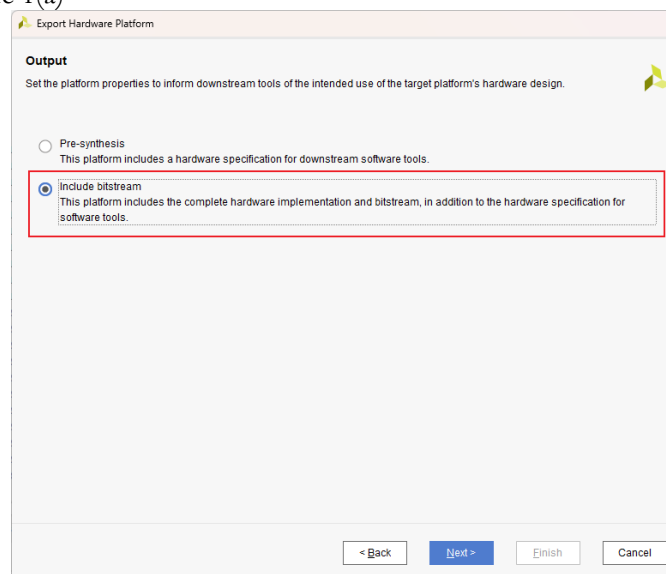 Export Hardware Platform
Output
Set the platform properties to inform downstream tools of the intended use of the target platform's hardware design.
Pre-synthesis
This platform includes a hardware specification for downstream software tools.
Include bitstream
This platform includes the complete hardware implementation and bitstream, in addition to the hardware specification for
software tools.
< Back
Next >
Finish
Cancel